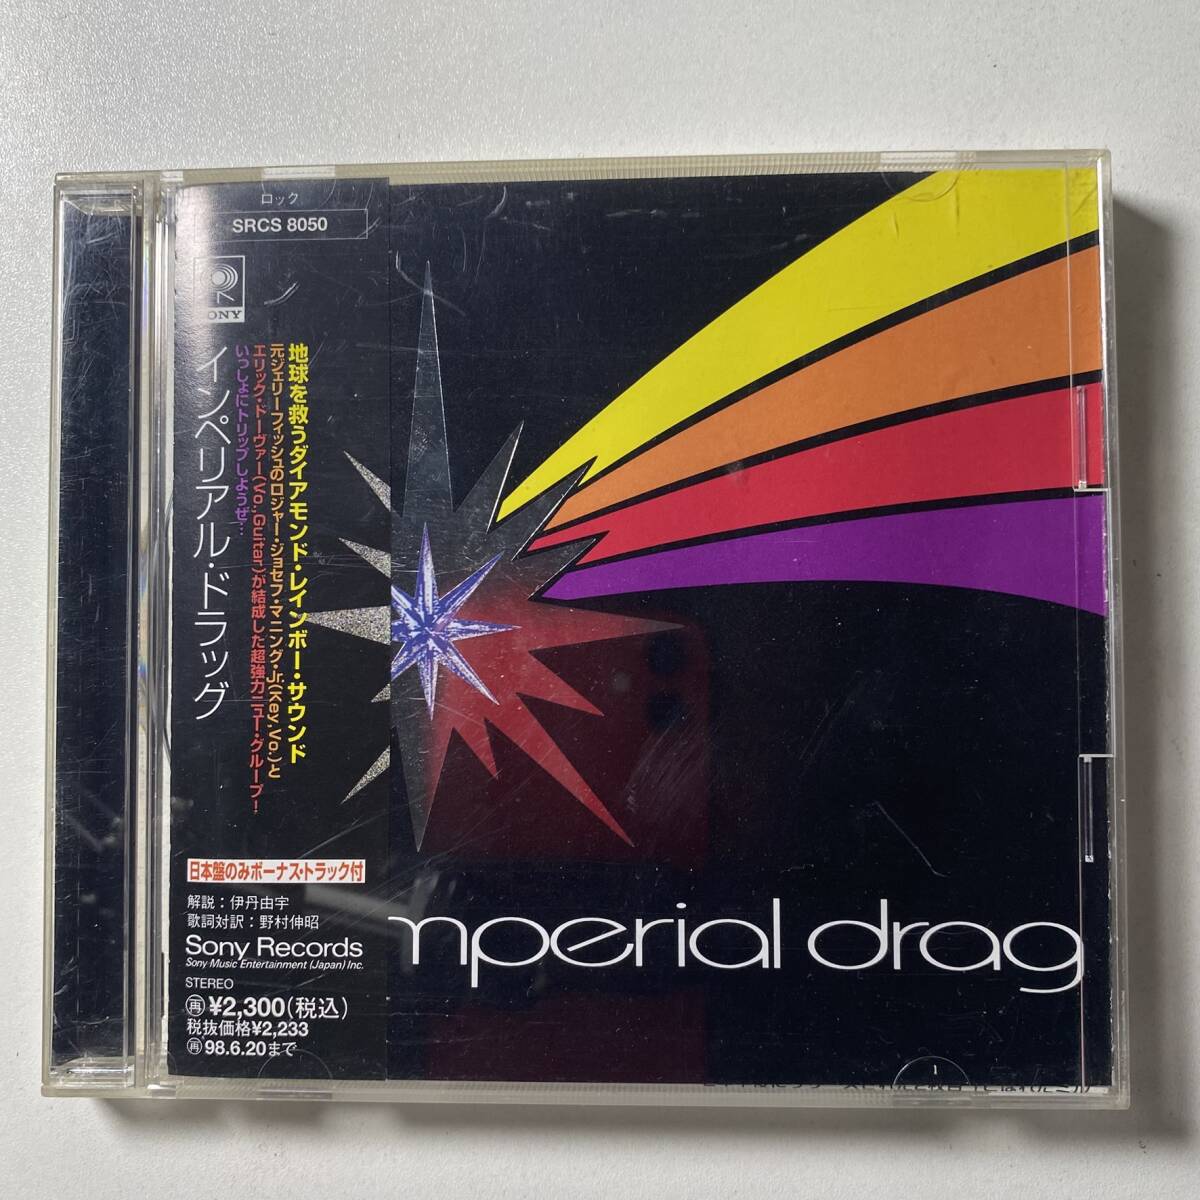 ロック
SRCS 8050
SONY
インペリアル・ドラッグ
地球を救うダイアモンド・レインボー・サウンド
元ジェリーフィッシュのロジャー・ジョセフ・マニング・Jr(Key,Vo.)と
エリック・ドーヴァー(Vo.,Guitar)が結成した超強力ニュー・グループ!
いっしょにトリップしようぜ…
日本盤のみボーナス・トラック付
解説：伊丹由宇
歌詞対訳：野村伸昭
Sony Records
Sony Music Entertainment (Japan) Inc.
STEREO
再 ¥2,300(税込)
税抜価格¥2,233
再 98.6.20まで
mperial drag